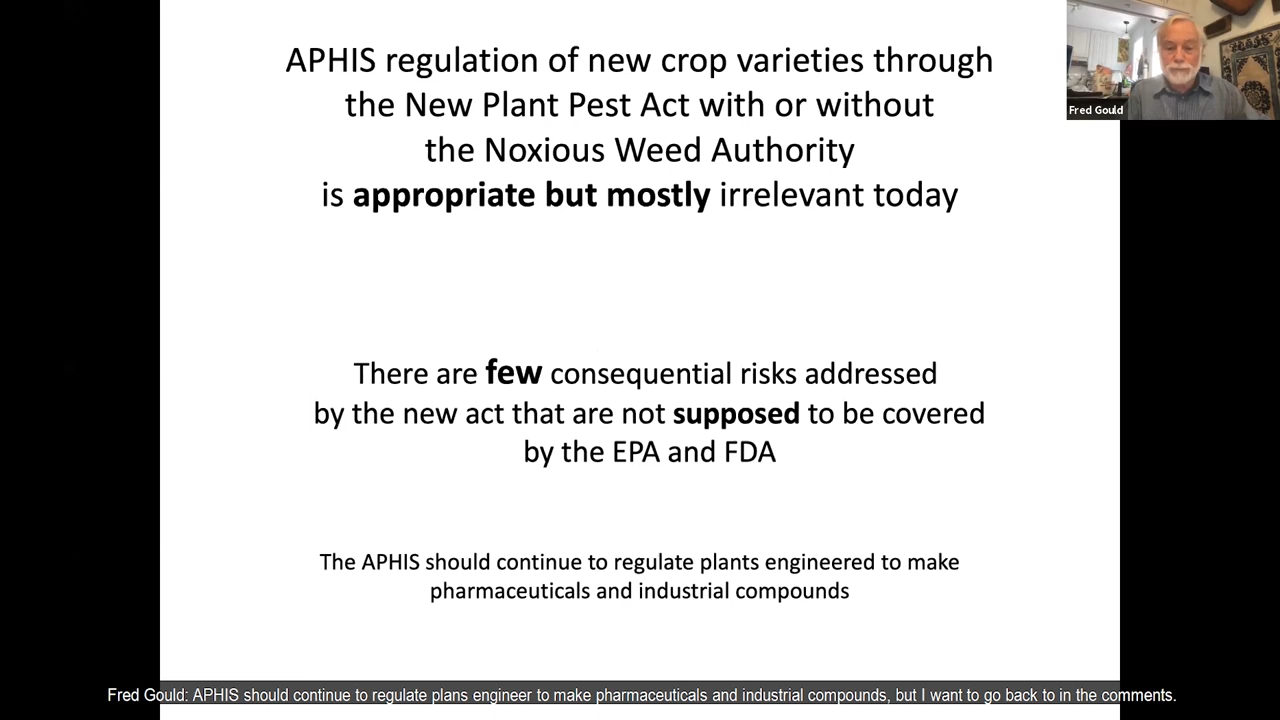 APHIS regulation of new crop varieties through
the New Plant Pest Act with or without
the Noxious Weed Authority
is appropriate but mostly irrelevant today
Fred Gould
There are few consequential risks addressed
by the new act that are not supposed to be covered
by the EPA and FDA
The APHIS should continue to regulate plants engineered to make
pharmaceuticals and industrial compounds
Fred Gould: APHIS should continue to regulate plans engineer to make pharmaceuticals and industrial compounds, but I want to go back to in the comments.